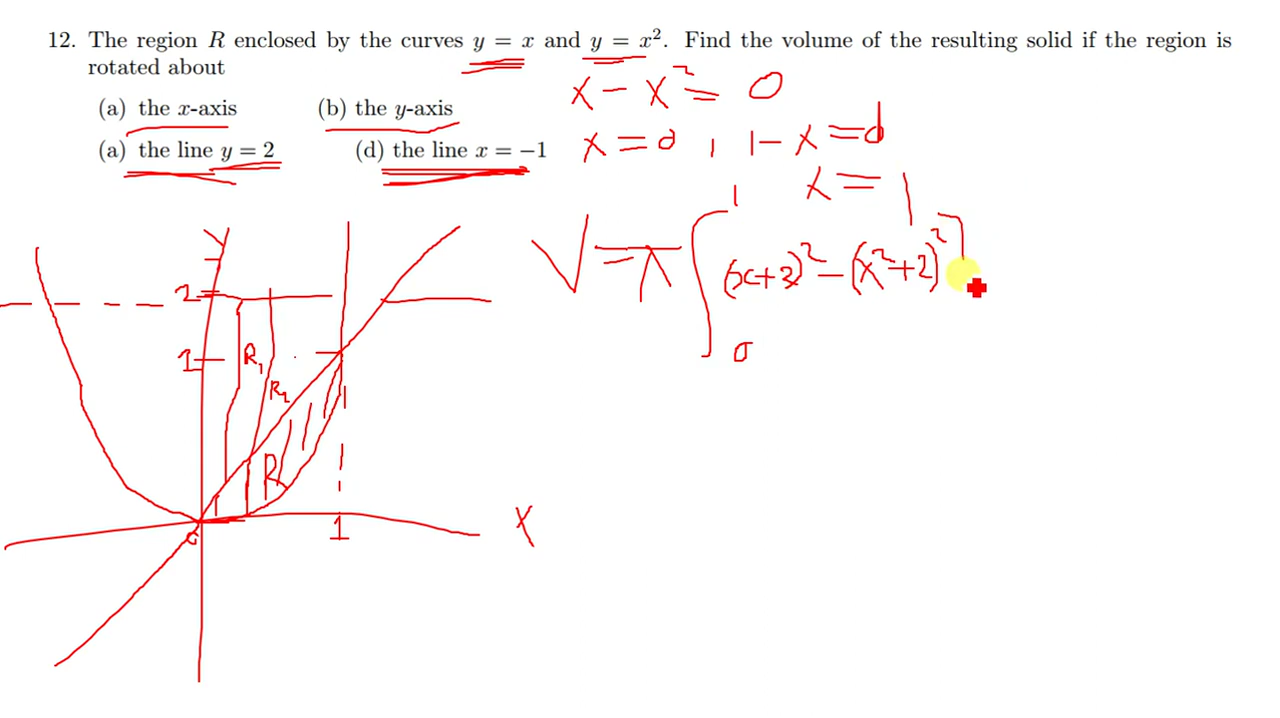 12. The region R enclosed by the curves y = x and y = x². Find the volume of the resulting solid if the region is
rotated about
(a) the x-axis (b) the y-axis
(a) the line y = 2 (d) the line x = −1
x − x² = 0
x = 0, 1 − x = 0
x = 1
V = π ∫₀¹ (x+2)² − (x²+2)²]
y
2
1
R₁
R₂
R
1
x